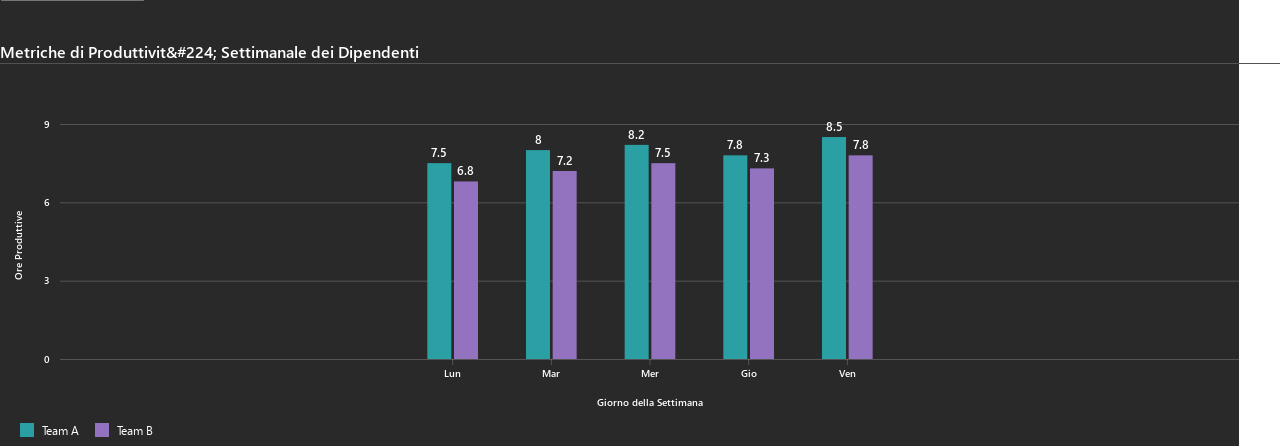 Metriche di Produttivit&#224; Settimanale dei Dipendenti
9
6
3
0
Ore Produttive
7.5
6.8
8
7.2
8.2
7.5
7.8
7.3
8.5
7.8
Lun
Mar
Mer
Gio
Ven
Giorno della Settimana
Team A
Team B